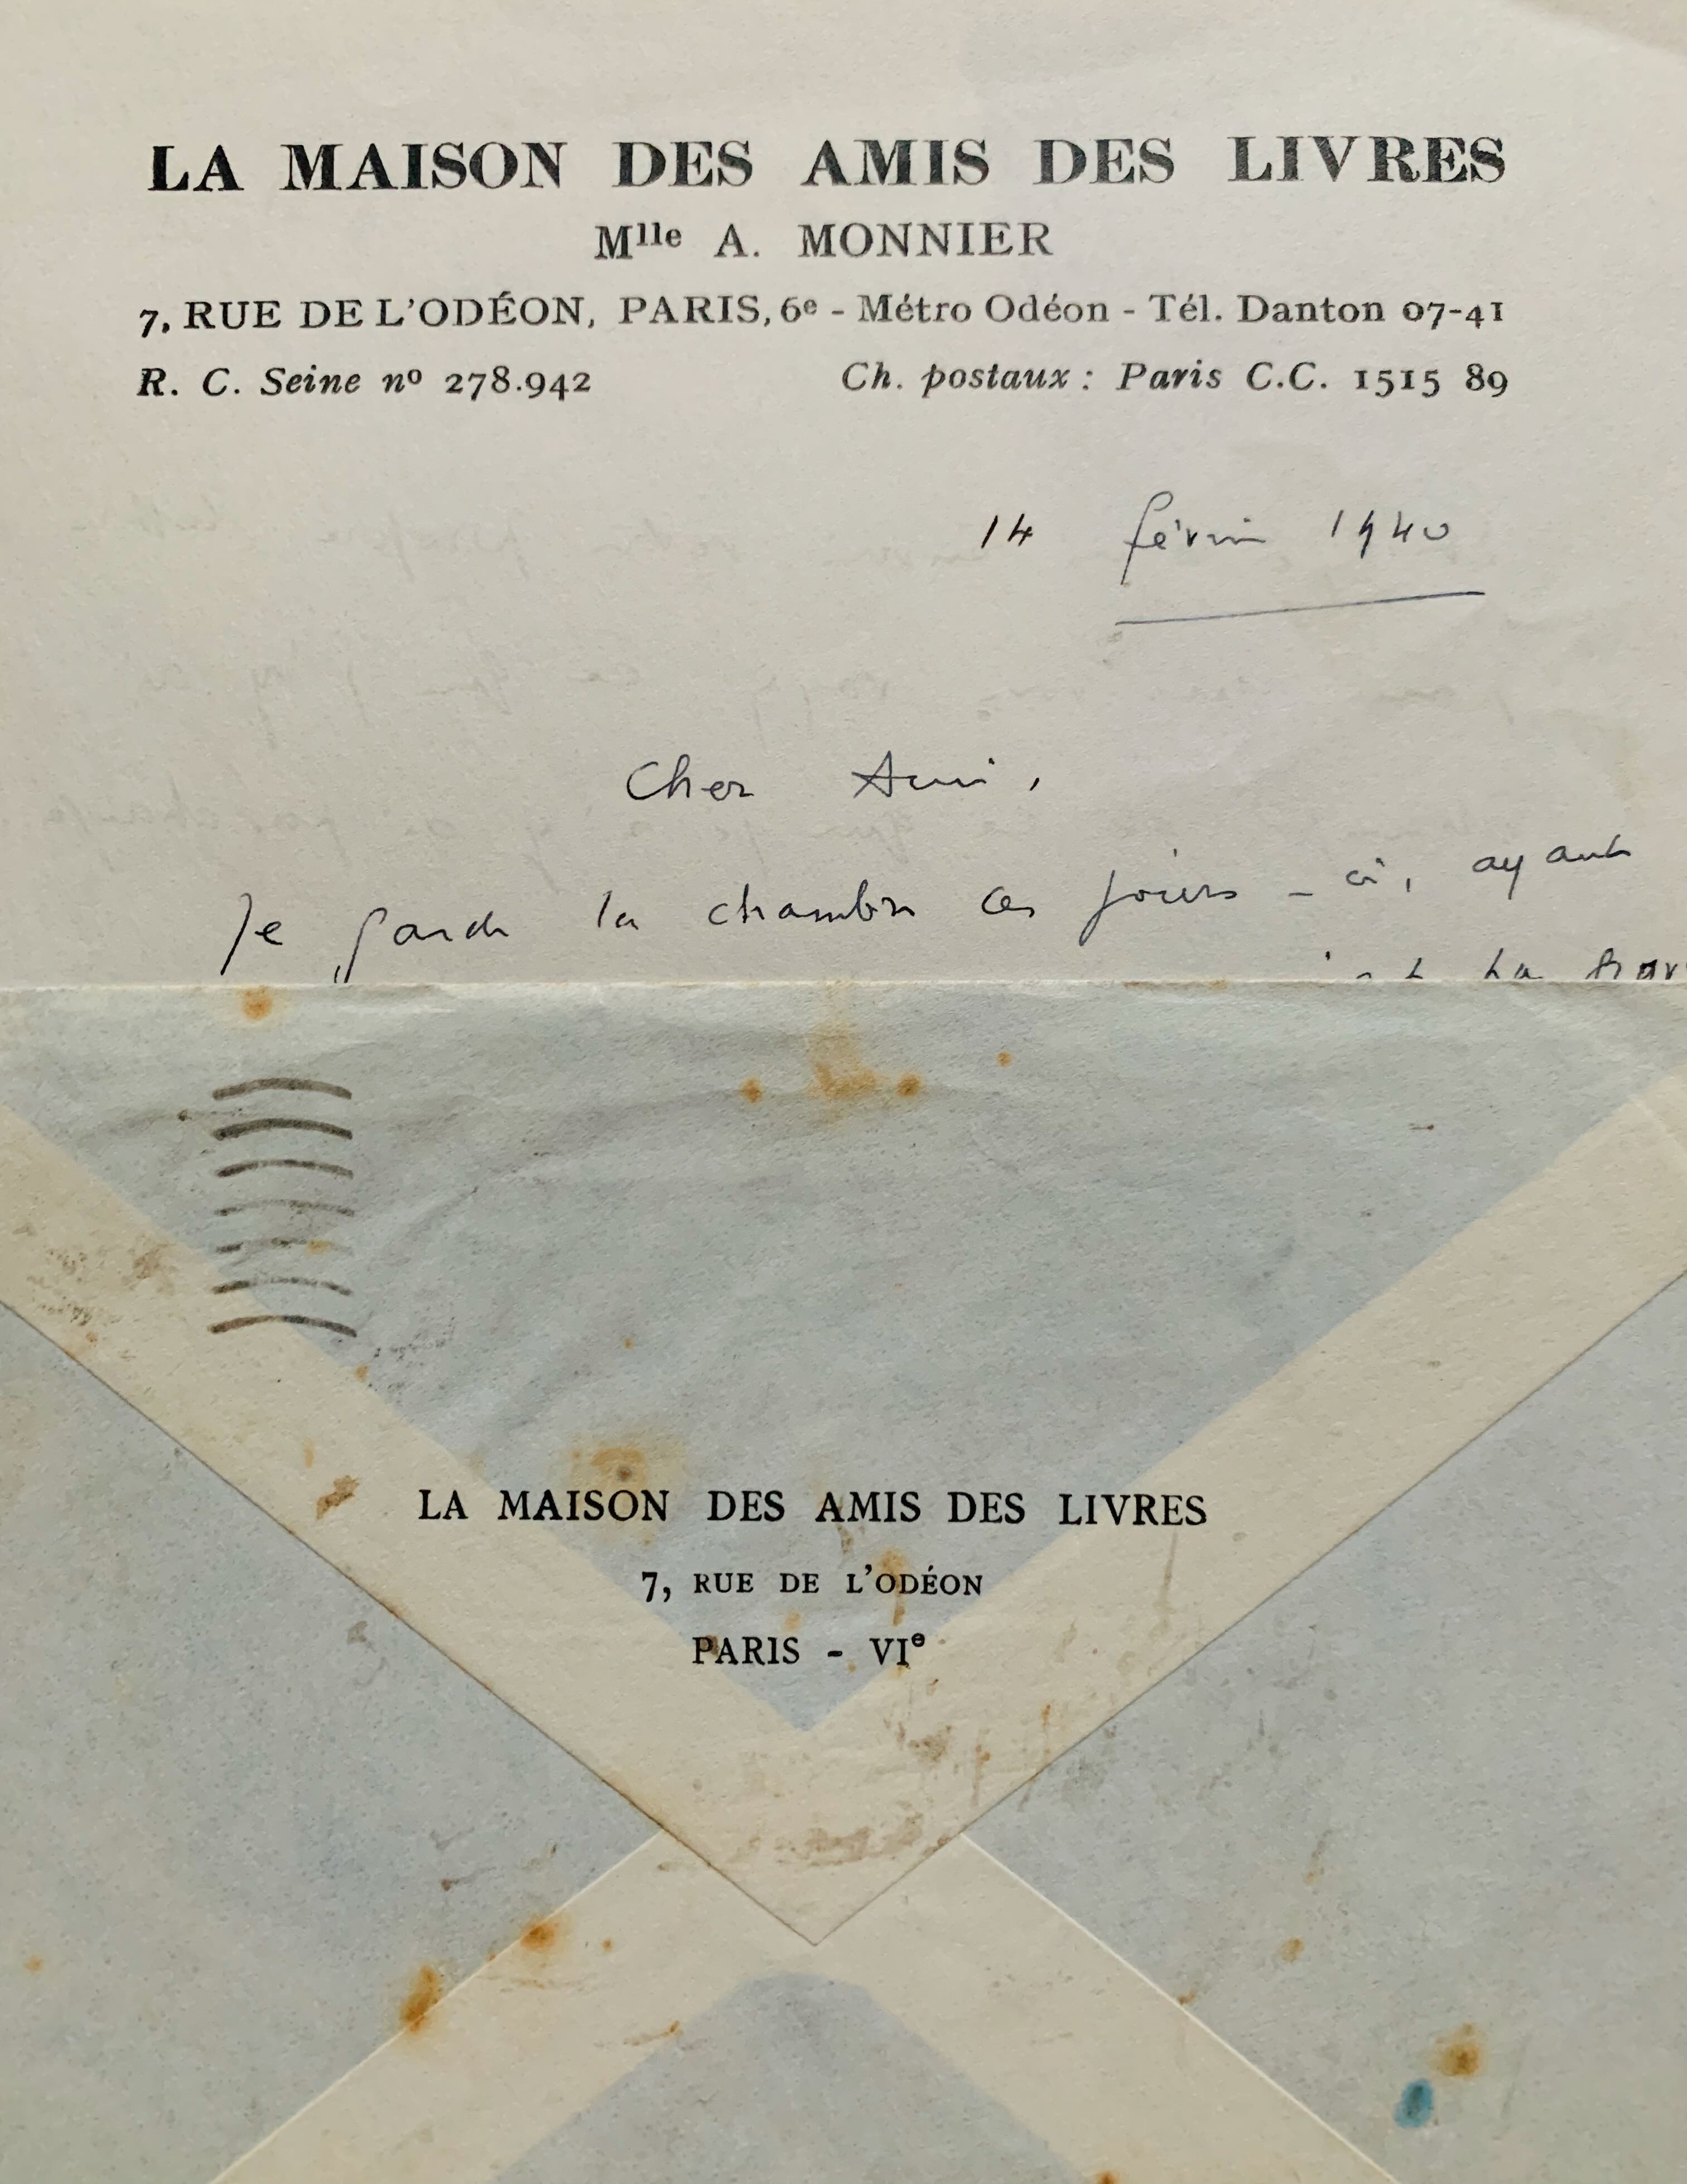 LA MAISON DES AMIS DES LIVRES
Mlle A. MONNIER
7, RUE DE L'ODÉON, PARIS, 6e - Métro Odéon - Tél. Danton 07-41
R. C. Seine no 278.942 Ch. postaux : Paris C.C. 1515 89
14 février 1940
Cher Ami,
Je garde la chambre ces jours-ci, ayant
LA MAISON DES AMIS DES LIVRES
7, RUE DE L'ODÉON
PARIS - VIe